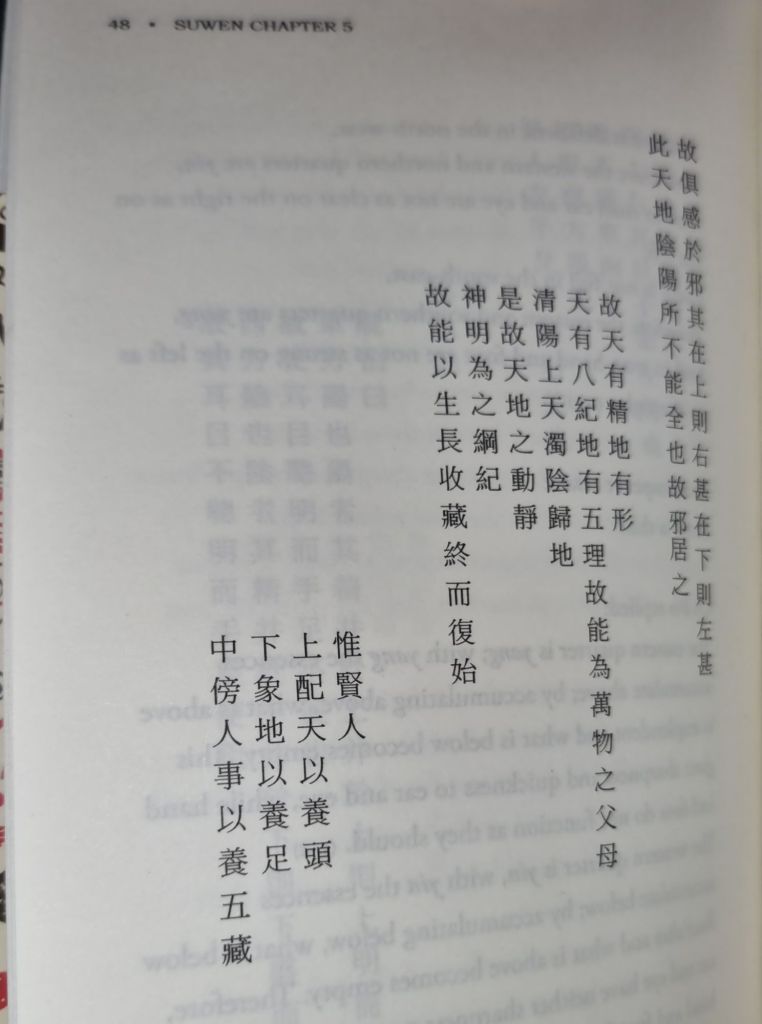 48 • SUWEN CHAPTER 5
故俱感於邪其在上則右甚在下則左甚
此天地陰陽所不能全也故邪居之
故天有精地有形
天有八紀地有五理故能為萬物之父母
清陽上天濁陰歸地
是故天地之動靜
神明為之綱紀
故能以生長收藏終而復始
惟賢人
上配天以養頭
下象地以養足
中傍人事以養五藏